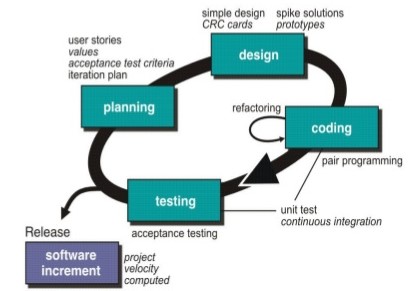 simple design
CRC cards
spike solutions
prototypes
user stories
values
acceptance test criteria
iteration plan
design
planning
refactoring
coding
pair programming
testing
unit test
continuous integration
acceptance testing
Release
software
increment
project
velocity
computed